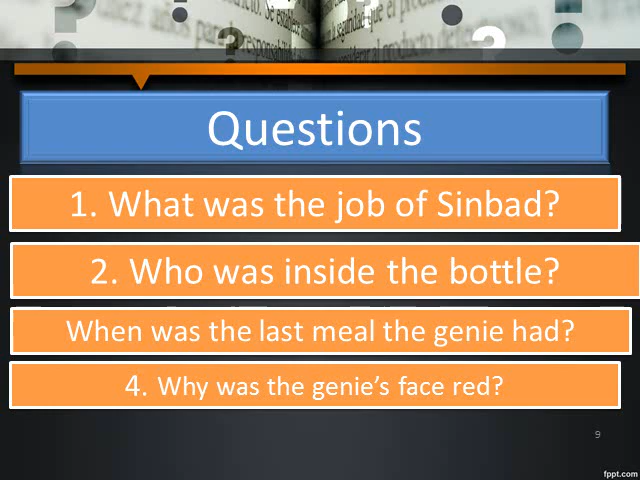 Questions
1. What was the job of Sinbad?
2. Who was inside the bottle?
When was the last meal the genie had?
4. Why was the genie’s face red?
9
fppt.com